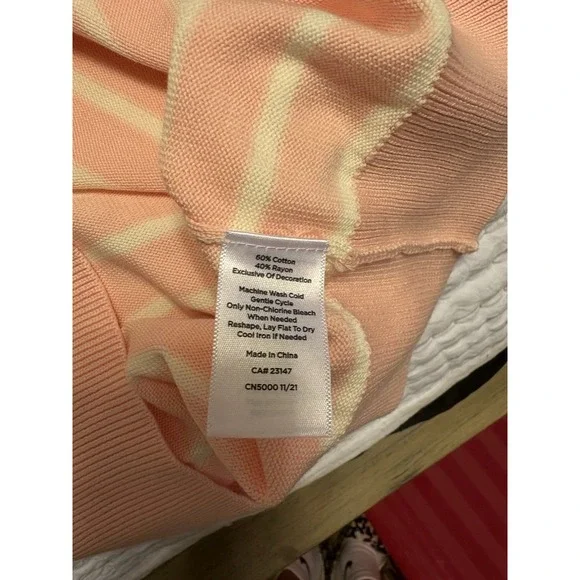 60% Cotton
40% Rayon
Exclusive Of Decoration
Machine Wash Cold
Gentle Cycle
Only Non-Chlorine Bleach
When Needed
Reshape, Lay Flat To Dry
Cool Iron If Needed
Made in China
CA# 23147
CN5000 11/21